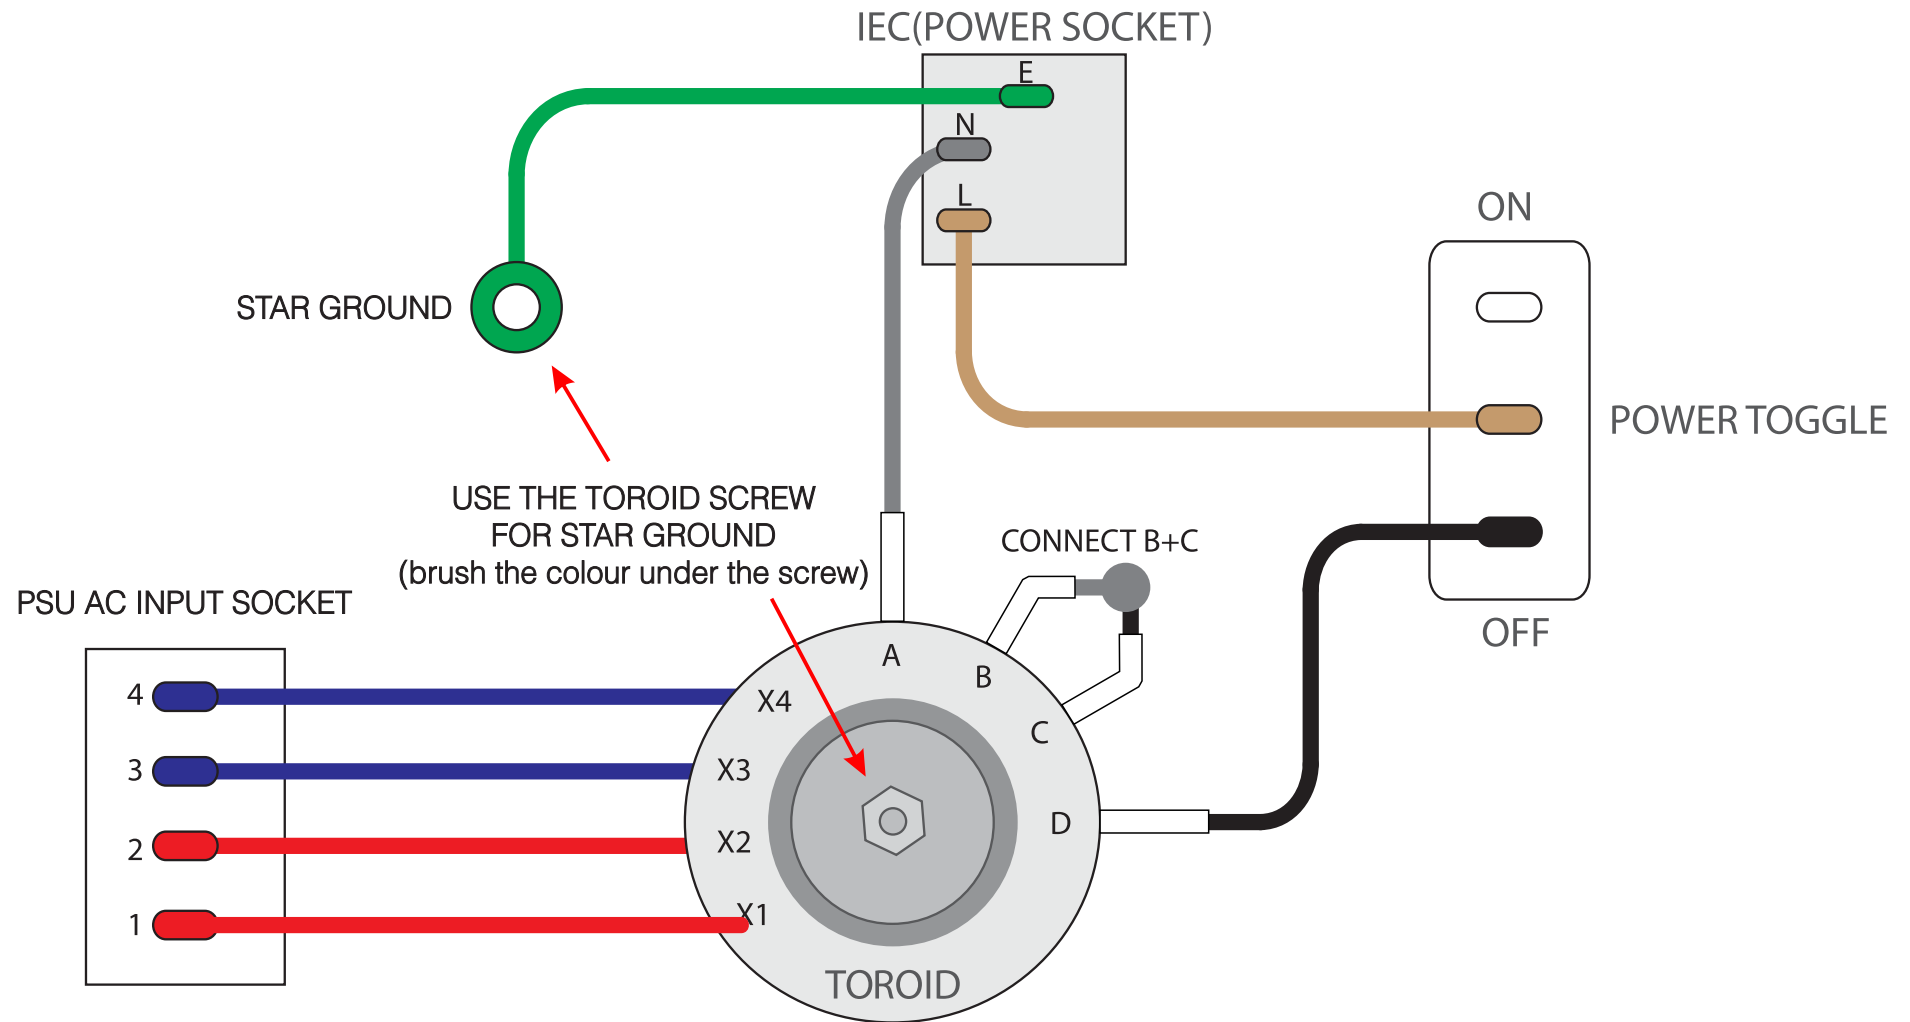 IEC(POWER SOCKET)
E
N
L
ON
STAR GROUND
POWER TOGGLE
USE THE TOROID SCREW
FOR STAR GROUND
(brush the colour under the screw)
CONNECT B+C
OFF
PSU AC INPUT SOCKET
4
3
2
1
A
B
C
D
X4
X3
X2
X1
TOROID